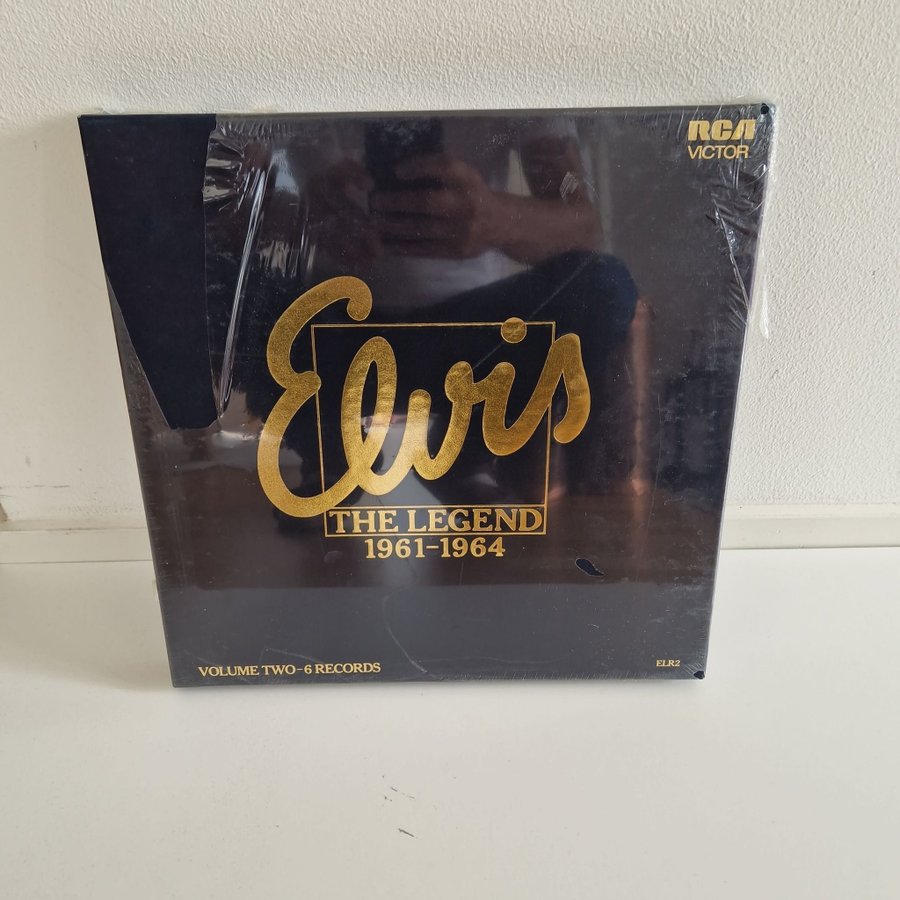 RCA
VICTOR
Elvis
THE LEGEND
1961-1964
VOLUME TWO-6 RECORDS
ELR2